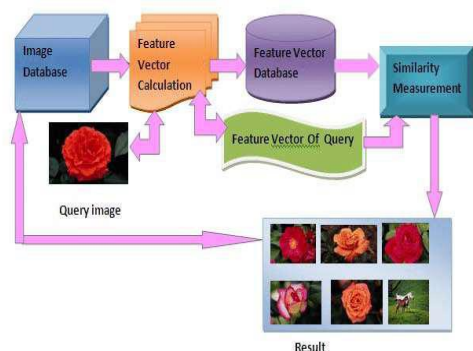 Image
Database
Feature
Vector
Calculation
Feature Vector
Database
Similarity
Measurement
Feature Vector Of Query
Query image
Result